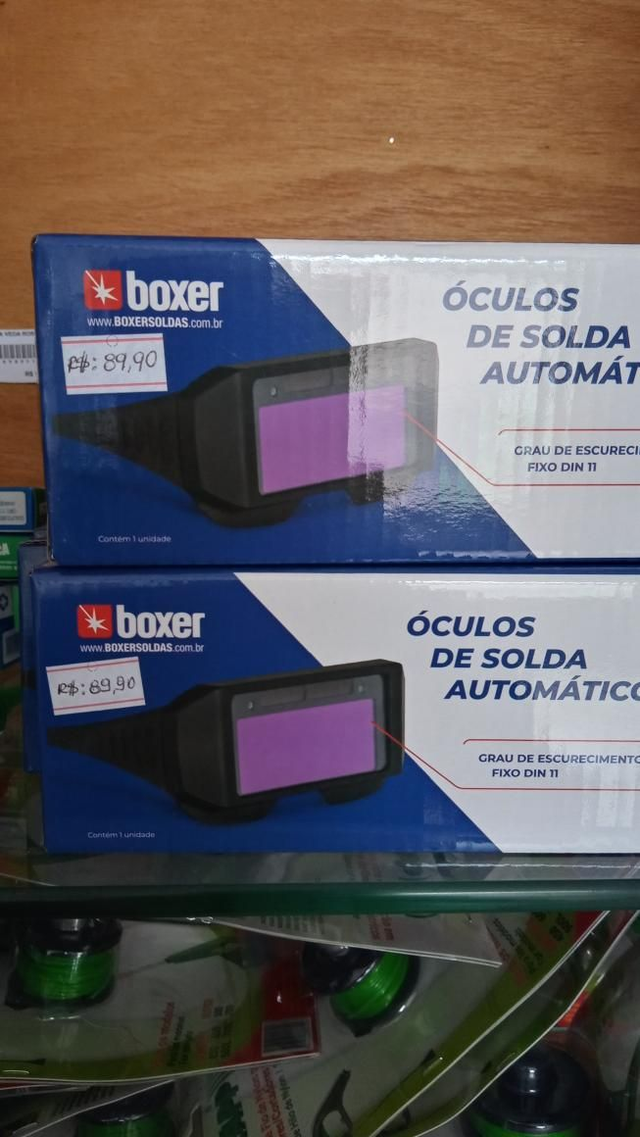 boxer
www.BOXERSOLDAS.com.br
R$: 89,90
ÓCULOS
DE SOLDA
AUTOMÁT
GRAU DE ESCURECI
FIXO DIN 11
Contém 1 unidade
boxer
www.BOXERSOLDAS.com.br
R$: 89,90
ÓCULOS
DE SOLDA
AUTOMÁTICO
GRAU DE ESCURECIMENTO
FIXO DIN 11
Contém 1 unidade